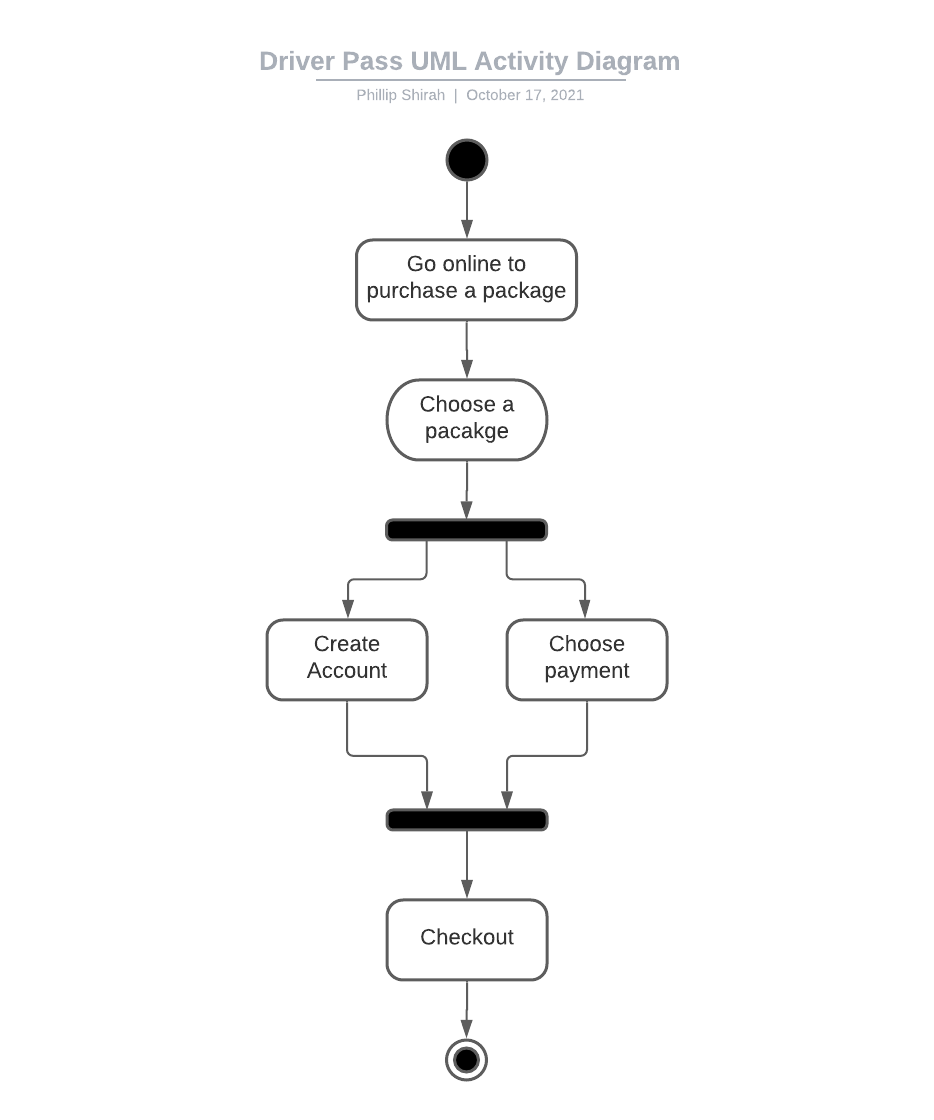 Driver Pass UML Activity Diagram
Phillip Shirah | October 17, 2021
Go online to
purchase a package
Choose a
pacakge
Create
Account
Choose
payment
Checkout